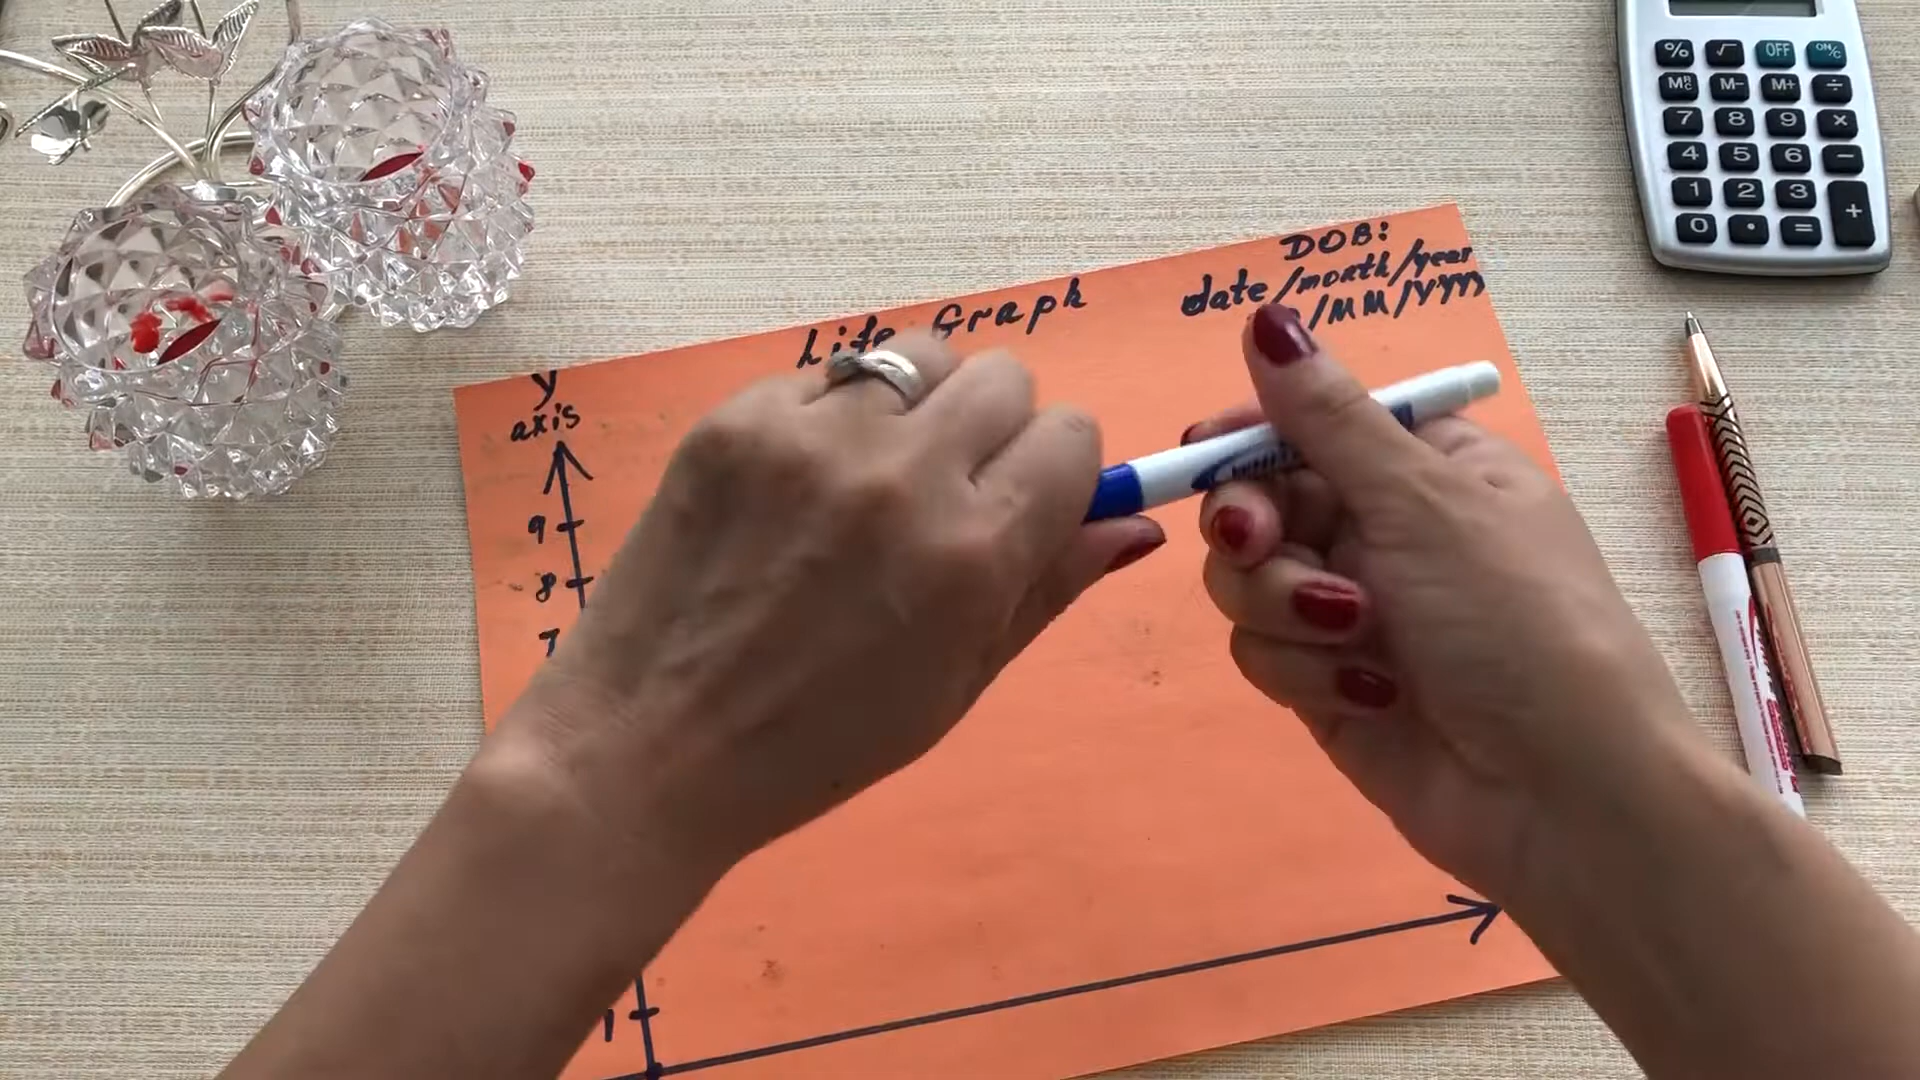 % √ OFF ON/C
MRC M- M+ ÷
7 8 9 ×
4 5 6 −
1 2 3
0 . = +
DOB:
date/month/year
/MM/YYYY
Life Graph
y
axis
9
8
7
1